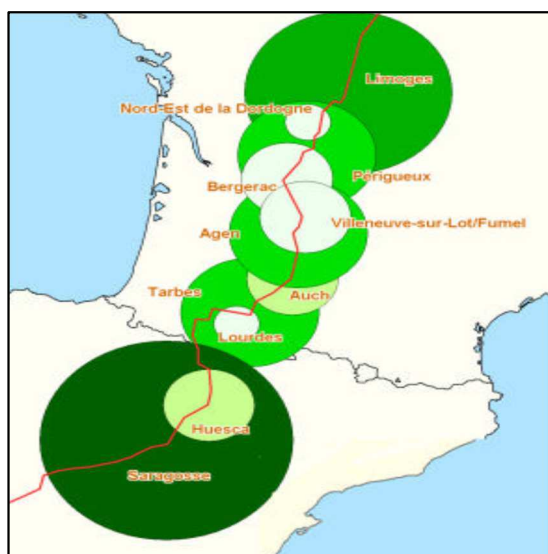 Limoges
Nord-Est de la Dordogne
Périgueux
Bergerac
Villeneuve-sur-Lot/Fumel
Agen
Tarbes
Auch
Lourdes
Huesca
Saragosse